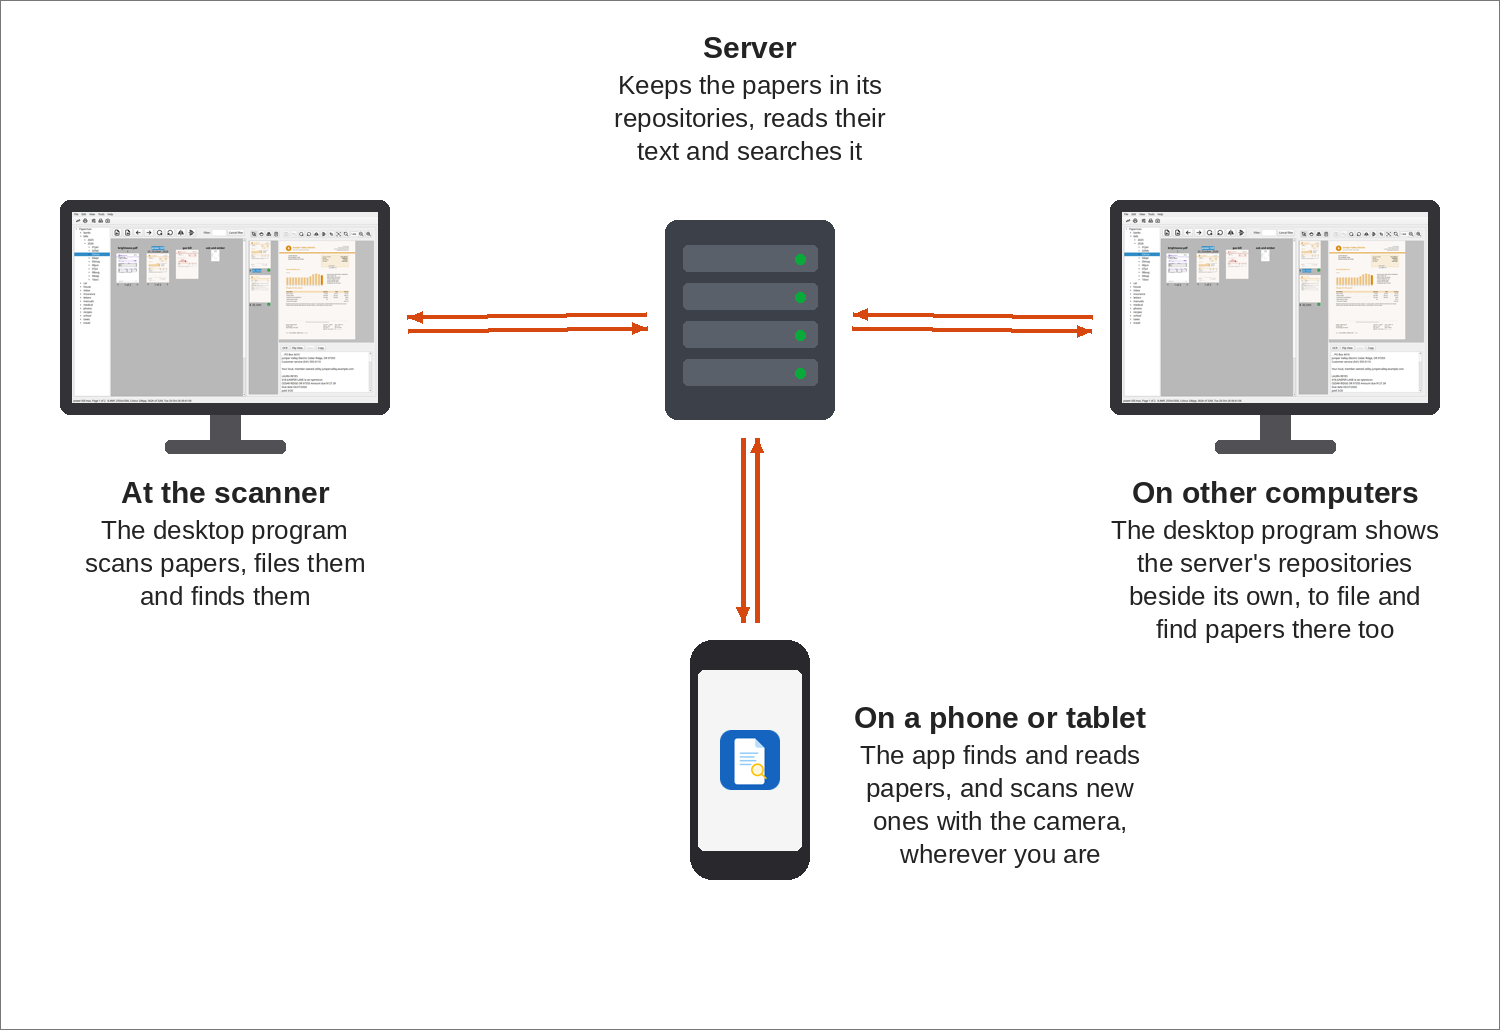 Server
Keeps the papers in its
repositories, reads their
text and searches it
At the scanner
The desktop program
scans papers, files them
and finds them
On other computers
The desktop program shows
the server's repositories
beside its own, to file and
find papers there too
On a phone or tablet
The app finds and reads
papers, and scans new
ones with the camera,
wherever you are